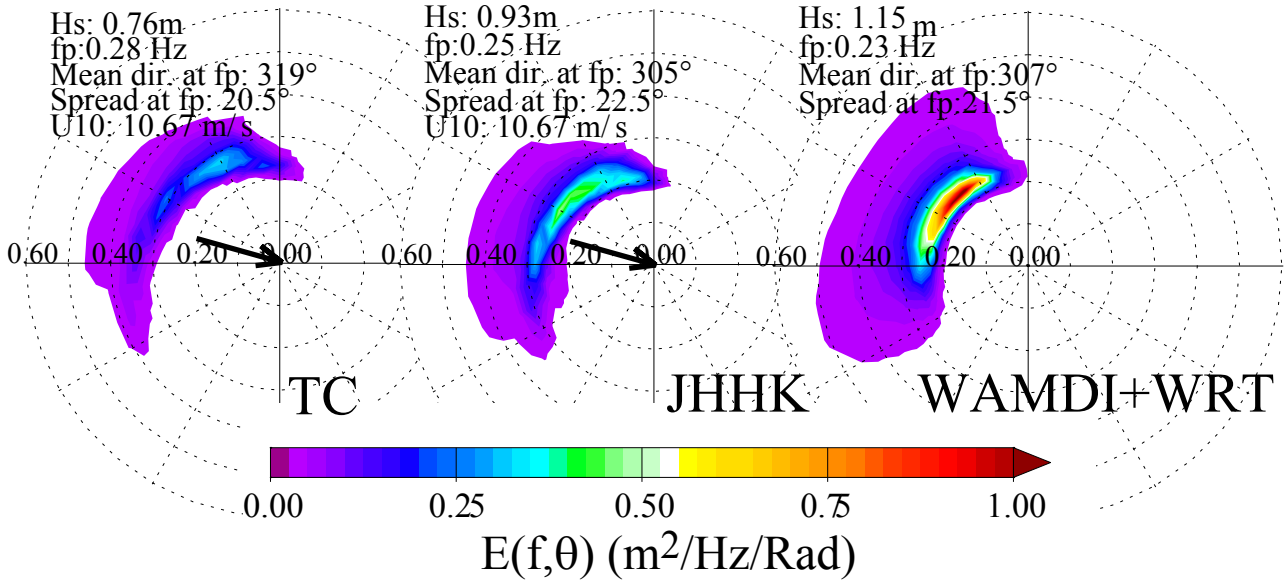 Hs: 0.76m
fp:0.28 Hz
Mean dir. at fp: 319°
Spread at fp: 20.5°
U10: 10.67 m/s
0.60 0.40 0.20 0.00
TC
Hs: 0.93m
fp:0.25 Hz
Mean dir. at fp: 305°
Spread at fp: 22.5°
U10: 10.67 m/s
0.60 0.40 0.20 0.00
JHHK
Hs: 1.15 m
fp:0.23 Hz
Mean dir. at fp:307°
Spread at fp:21.5°
0.60 0.40 0.20 0.00
WAMDI+WRT
0.00 0.25 0.50 0.75 1.00
E(f,θ) (m²/Hz/Rad)